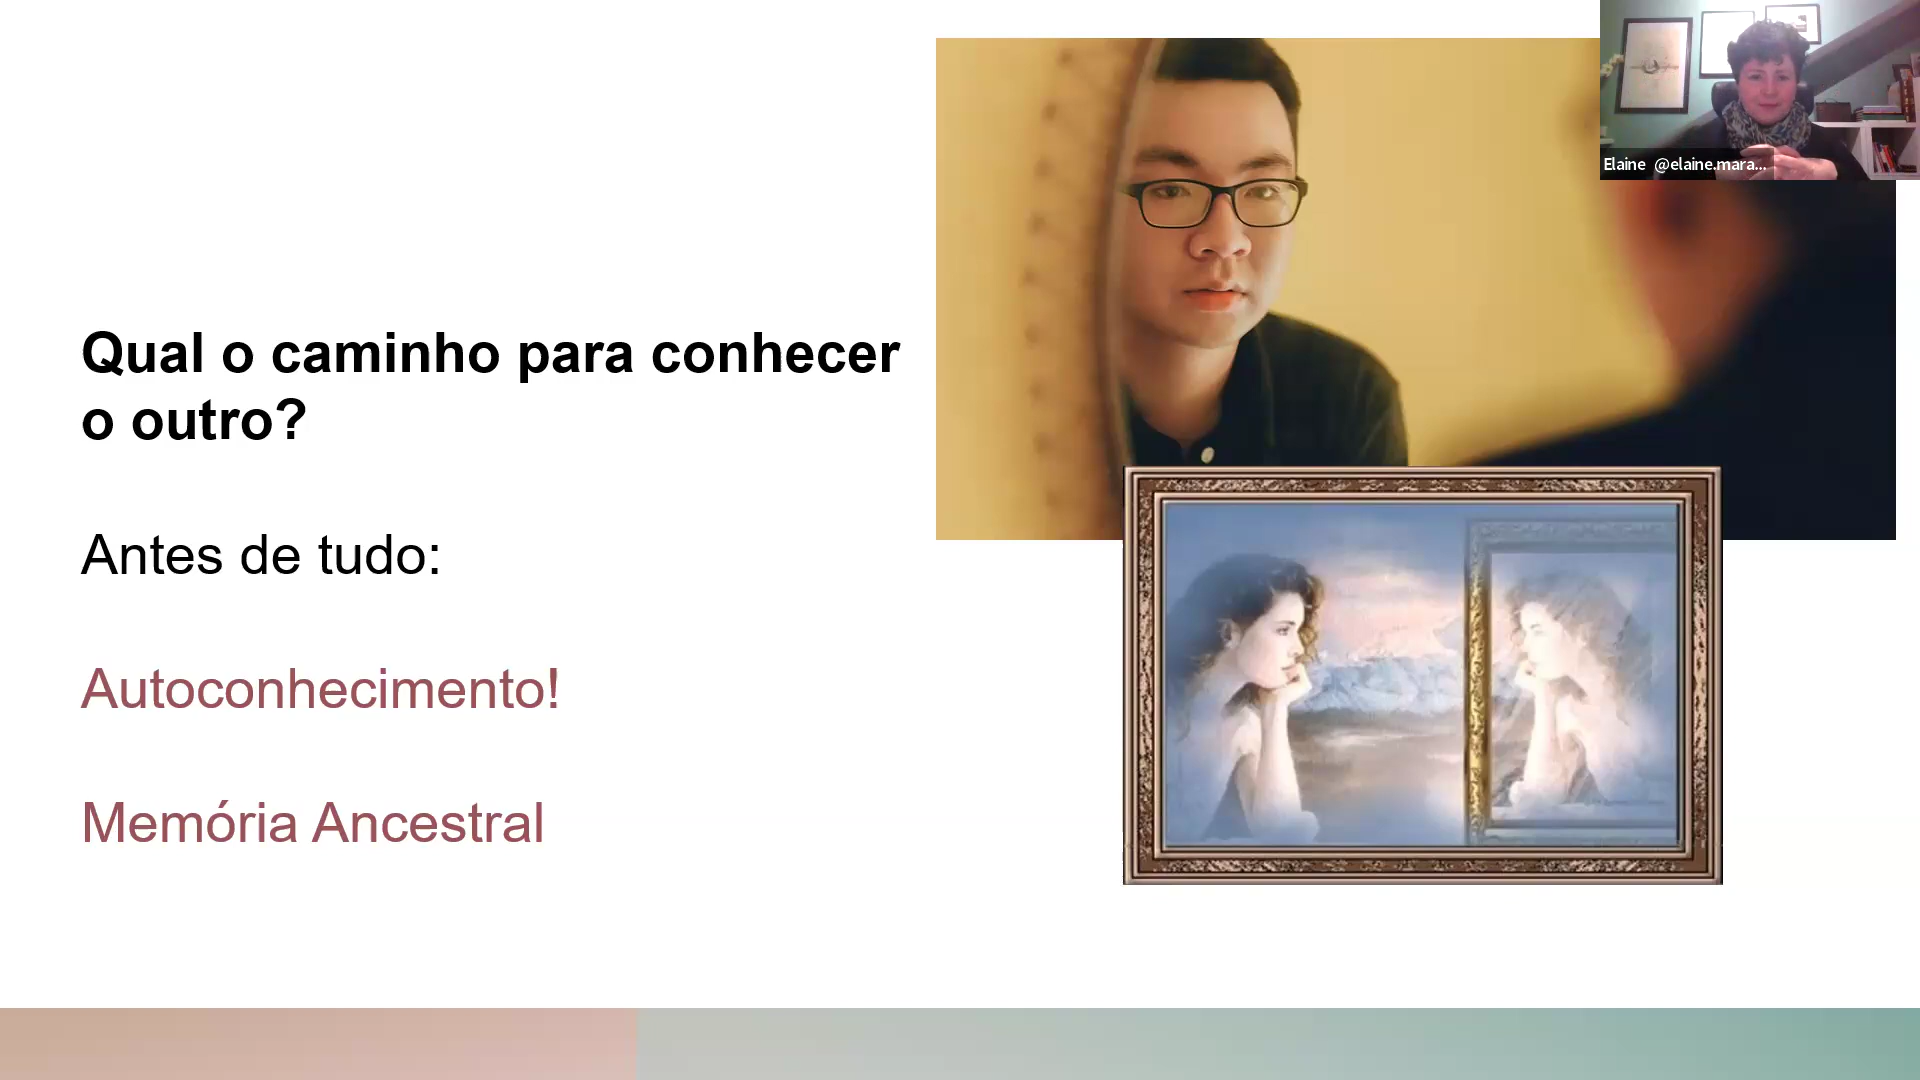 Qual o caminho para conhecer
o outro?
Antes de tudo:
Autoconhecimento!
Memória Ancestral
Elaine @elaine.mara...